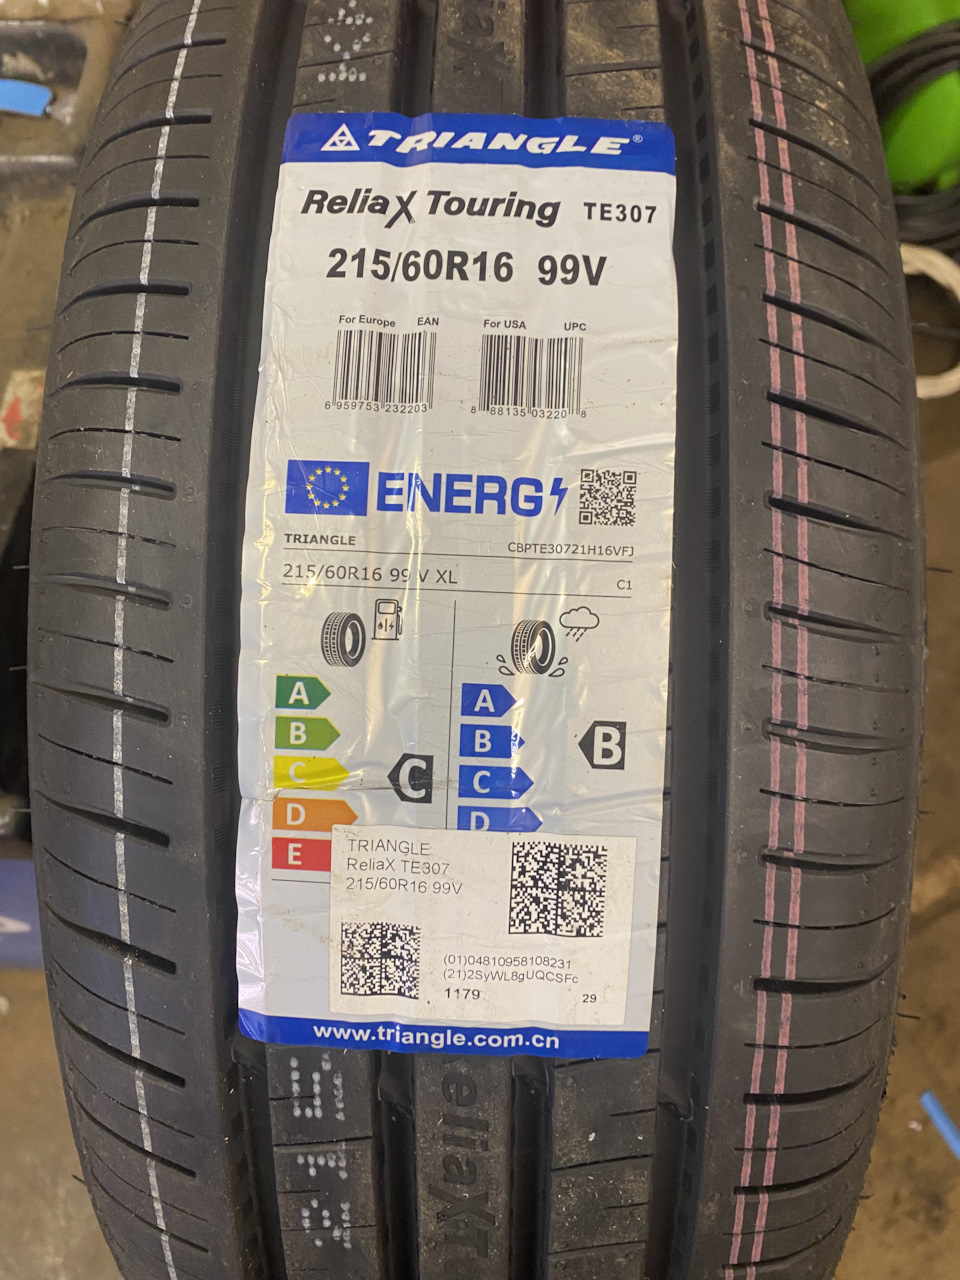 TRIANGLE®
ReliaX Touring TE307
215/60R16 99V
For Europe EAN For USA UPC
6 959753 232203 8 88135 03220 8
ENERG
TRIANGLE CBPTE30721H16VFJ
215/60R16 99 V XL C1
A A
B B B
C C C
D D
E
TRIANGLE
ReliaX TE307
215/60R16 99V
(01)04810958108231
(21)2SyWL8gUQCSFc
1179 29
www.triangle.com.cn
ReliaX T